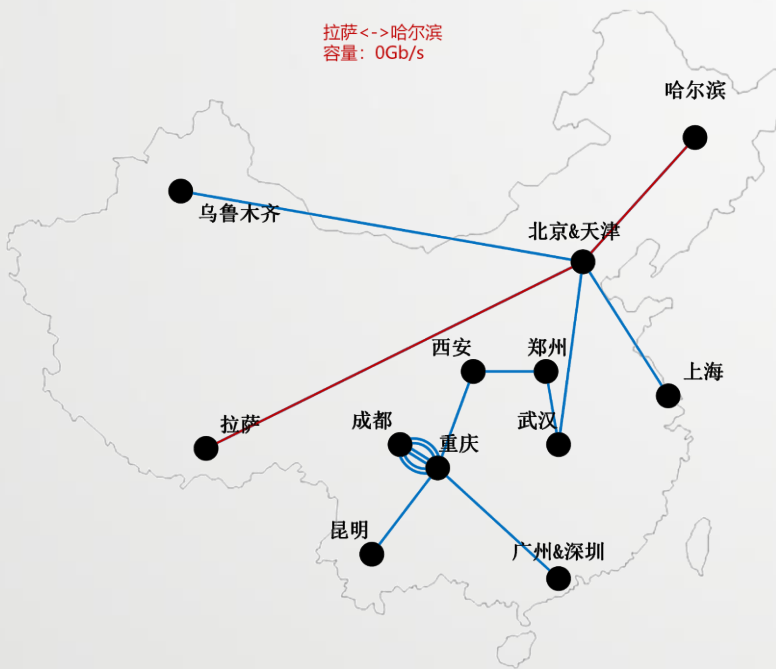 拉萨<->哈尔滨
容量：0Gb/s
哈尔滨
乌鲁木齐
北京&天津
西安
郑州
上海
拉萨
成都
武汉
重庆
昆明
广州&深圳